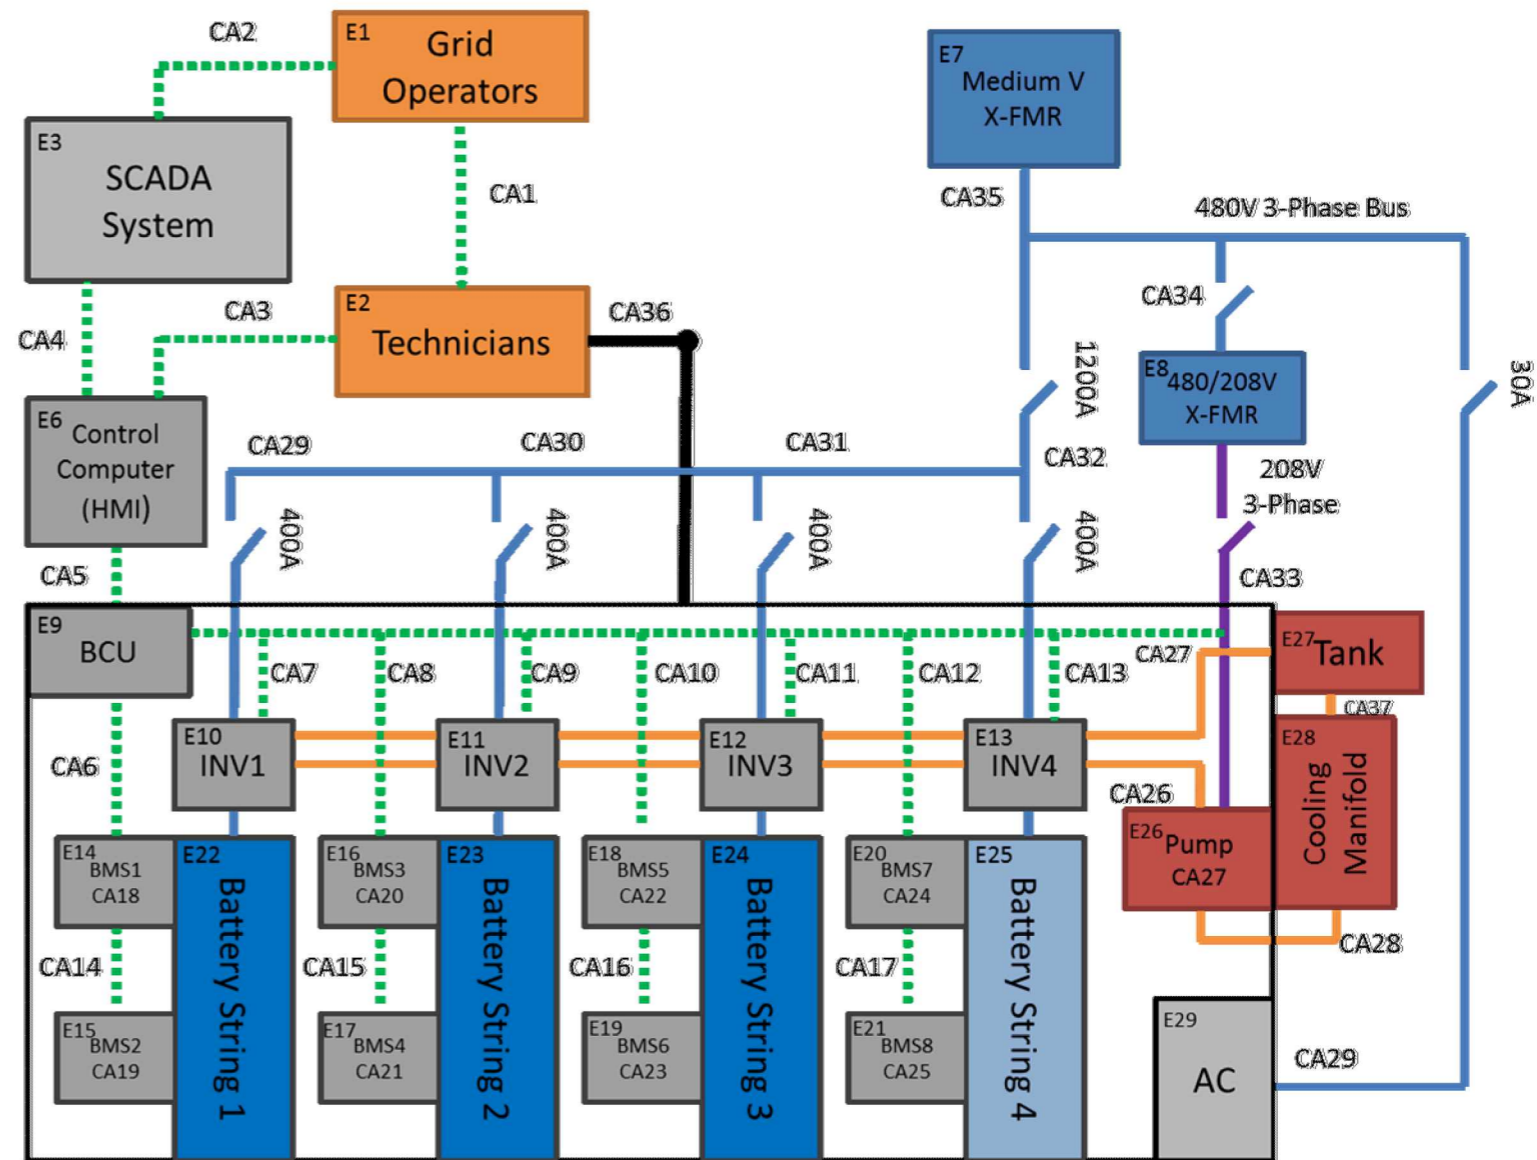 CA2
E1
Grid
Operators
E7
Medium V
X-FMR
E3
SCADA
System
CA1
CA35
480V 3-Phase Bus
CA3
E2
Technicians
CA36
CA34
CA4
E6
Control
Computer
(HMI)
1200A
E8
480/208V
X-FMR
30A
CA29
CA30
CA31
CA32
208V
3-Phase
400A
400A
400A
400A
CA5
CA33
E9
BCU
CA7
CA8
CA9
CA10
CA11
CA12
CA13
CA27
E27
Tank
CA37
CA6
E10
INV1
E11
INV2
E12
INV3
E13
INV4
CA26
E28
Cooling
Manifold
E14
BMS1
CA18
E22
Battery String 1
E16
BMS3
CA20
E23
Battery String 2
E18
BMS5
CA22
E24
Battery String 3
E20
BMS7
CA24
E25
Battery String 4
E26
Pump
CA27
CA28
CA14
CA15
CA16
CA17
E15
BMS2
CA19
E17
BMS4
CA21
E19
BMS6
CA23
E21
BMS8
CA25
E29
AC
CA29